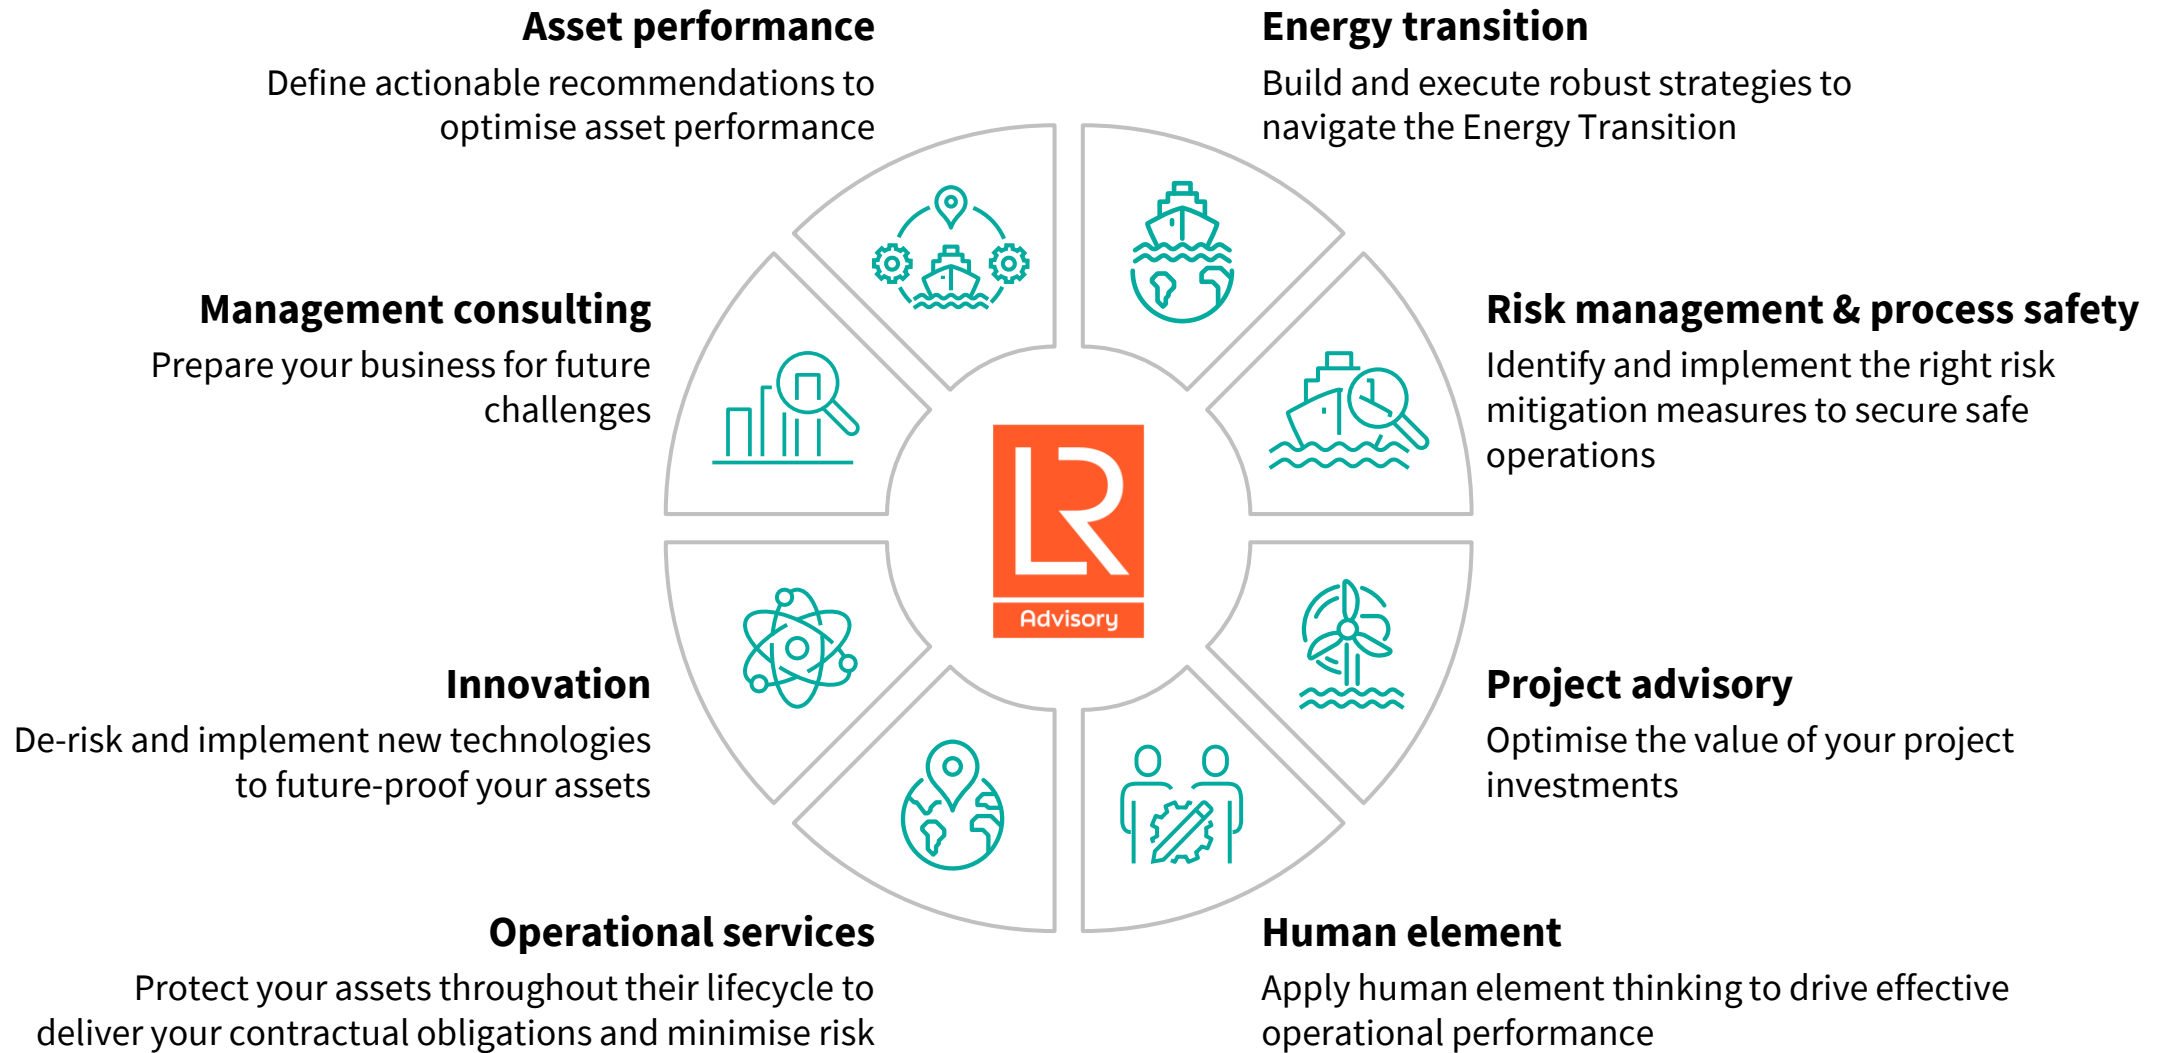 Asset performance
Define actionable recommendations to
optimise asset performance
Energy transition
Build and execute robust strategies to
navigate the Energy Transition
Management consulting
Prepare your business for future
challenges
Risk management & process safety
Identify and implement the right risk
mitigation measures to secure safe
operations
LR
Advisory
Innovation
De-risk and implement new technologies
to future-proof your assets
Project advisory
Optimise the value of your project
investments
Operational services
Protect your assets throughout their lifecycle to
deliver your contractual obligations and minimise risk
Human element
Apply human element thinking to drive effective
operational performance